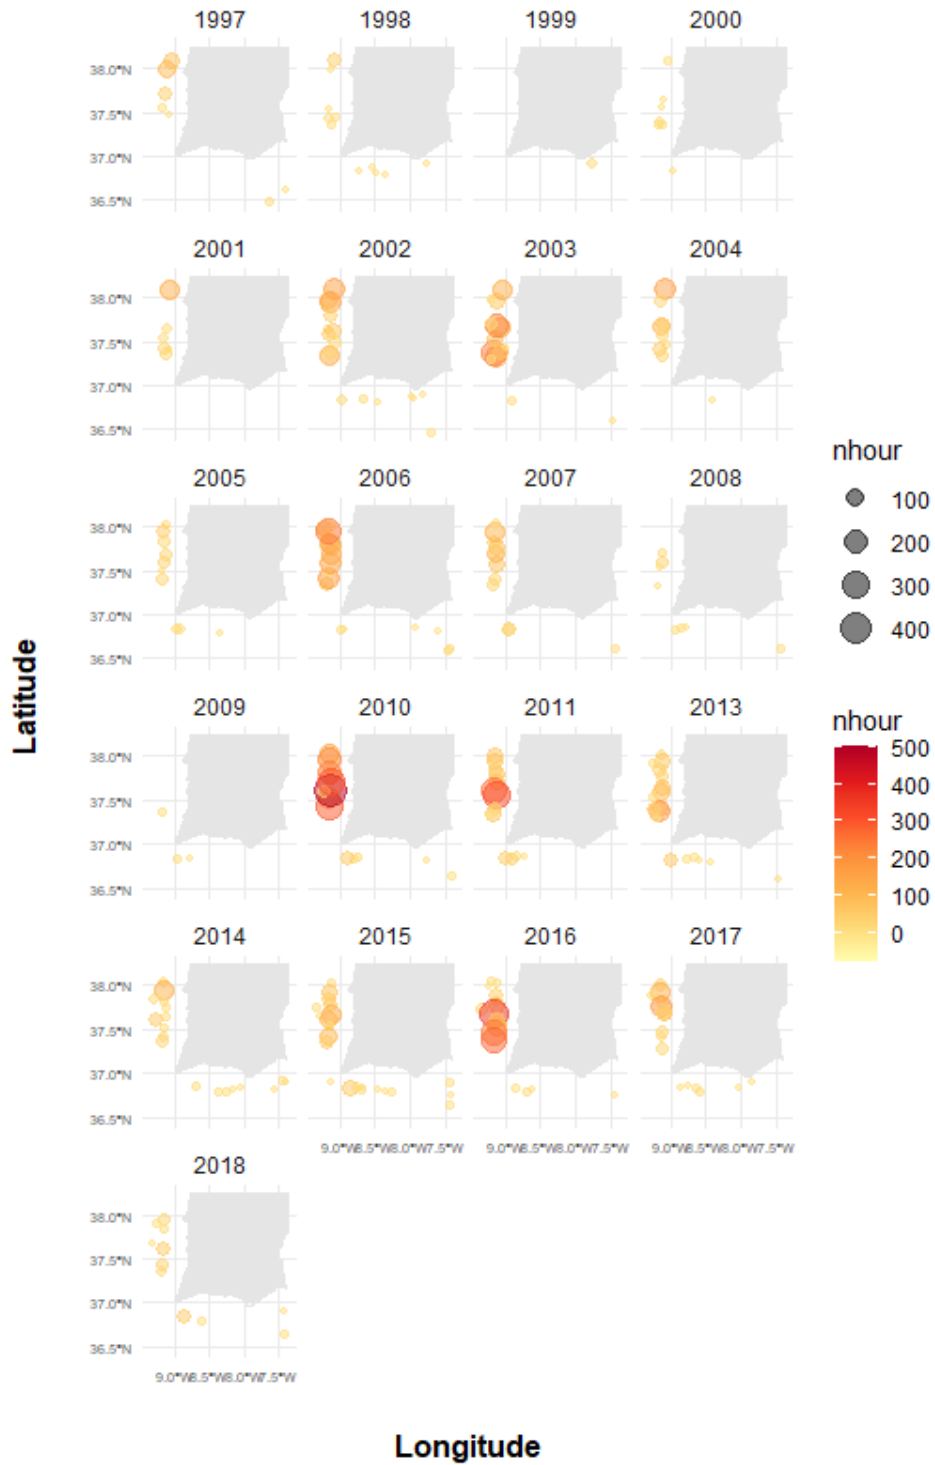 1997 1998 1999 2000
38.0°N
37.5°N
37.0°N
36.5°N
2001 2002 2003 2004
38.0°N
37.5°N
37.0°N
36.5°N
2005 2006 2007 2008
38.0°N
37.5°N
37.0°N
36.5°N
2009 2010 2011 2013
38.0°N
37.5°N
37.0°N
36.5°N
2014 2015 2016 2017
38.0°N
37.5°N
37.0°N
36.5°N
9.0°W8.5°W8.0°W7.5°W 9.0°W8.5°W8.0°W7.5°W 9.0°W8.5°W8.0°W7.5°W
2018
38.0°N
37.5°N
37.0°N
36.5°N
9.0°W8.5°W8.0°W7.5°W
Latitude
Longitude
nhour
100
200
300
400
nhour
500
400
300
200
100
0